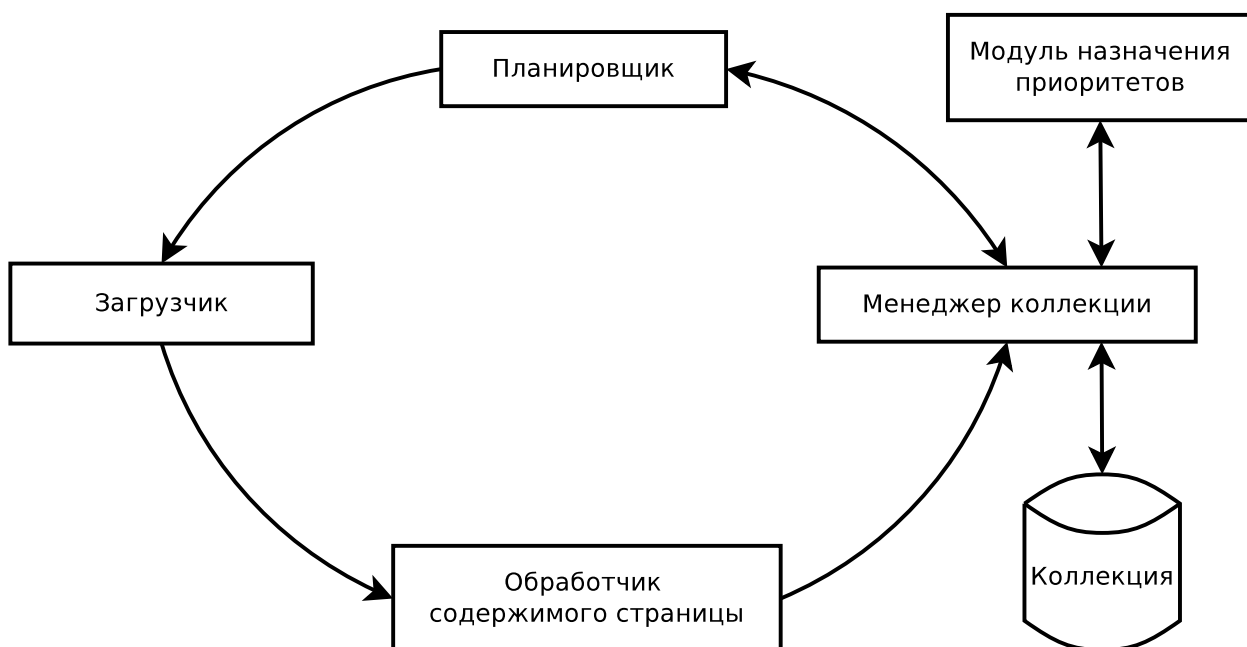 Планировщик
Модуль назначения
приоритетов
Загрузчик
Менеджер коллекции
Обработчик
содержимого страницы
Коллекция